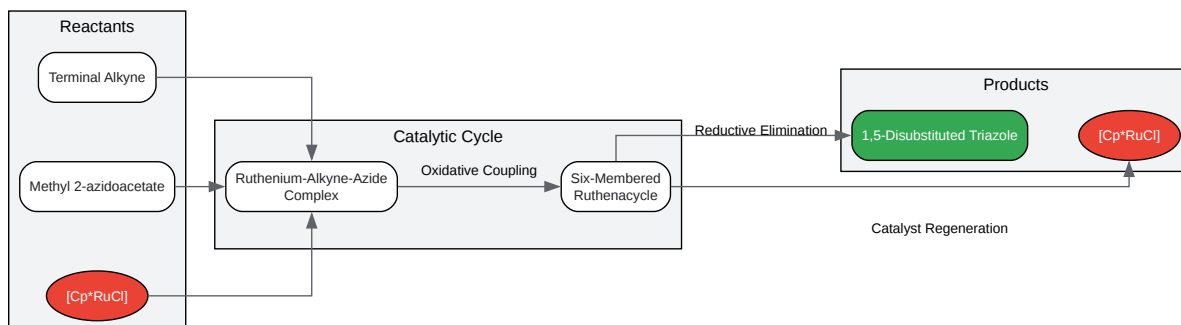 Reactants
Terminal Alkyne
Methyl 2-azidoacetate
[Cp*RuCl]
Catalytic Cycle
Ruthenium-Alkyne-Azide
Complex
Oxidative Coupling
Six-Membered
Ruthenacycle
Reductive Elimination
Catalyst Regeneration
Products
1,5-Disubstituted Triazole
[Cp*RuCl]